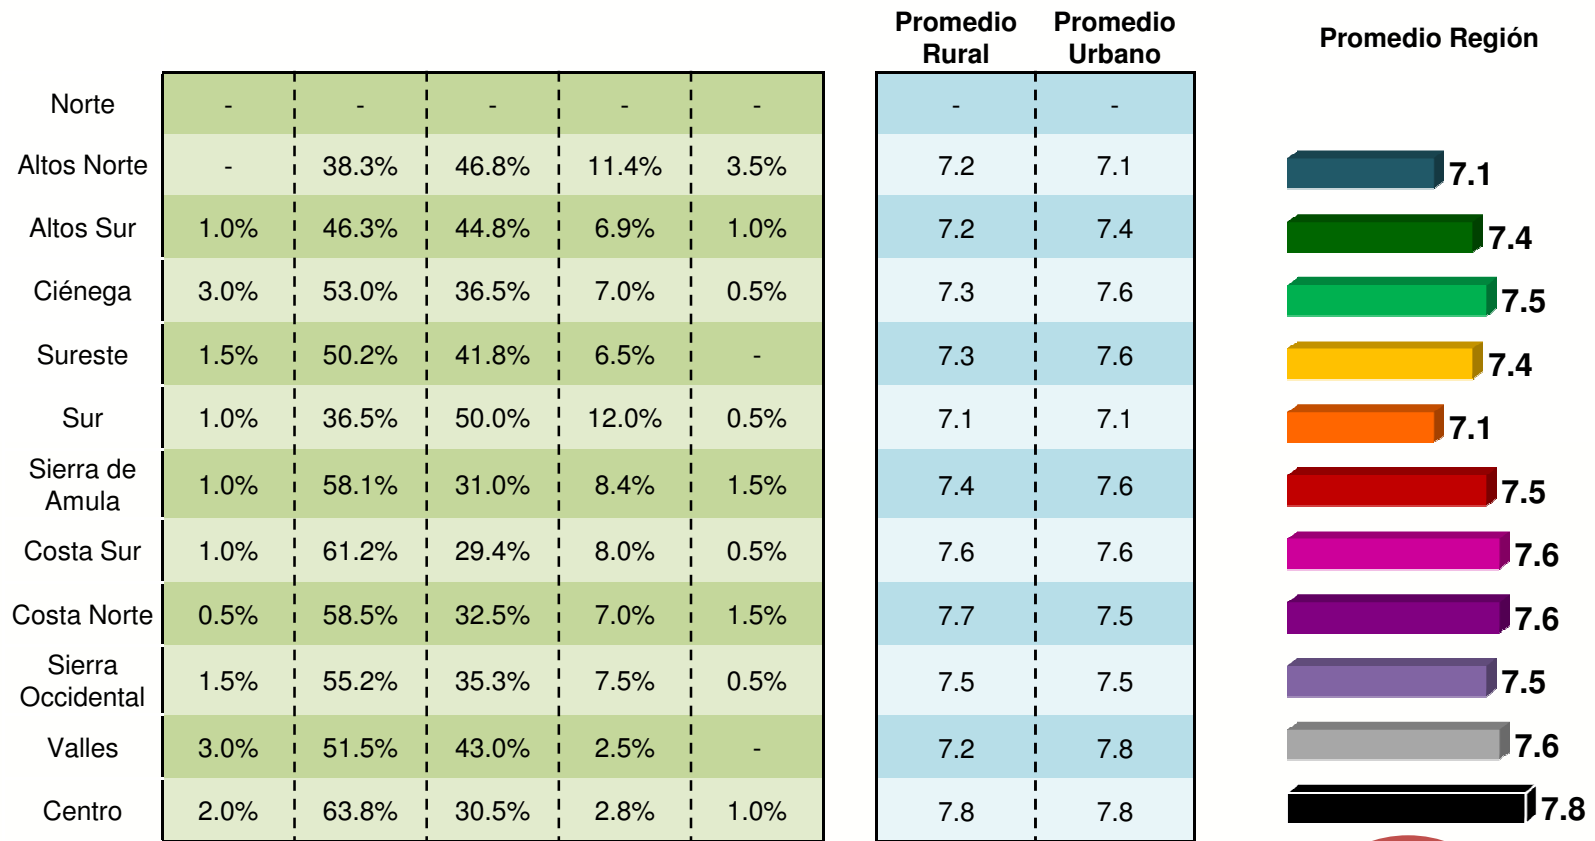 Promedio Rural Promedio Urbano Promedio Región
Norte - - - - - - -
Altos Norte - 38.3% 46.8% 11.4% 3.5% 7.2 7.1 7.1
Altos Sur 1.0% 46.3% 44.8% 6.9% 1.0% 7.2 7.4 7.4
Ciénega 3.0% 53.0% 36.5% 7.0% 0.5% 7.3 7.6 7.5
Sureste 1.5% 50.2% 41.8% 6.5% - 7.3 7.6 7.4
Sur 1.0% 36.5% 50.0% 12.0% 0.5% 7.1 7.1 7.1
Sierra de Amula 1.0% 58.1% 31.0% 8.4% 1.5% 7.4 7.6 7.5
Costa Sur 1.0% 61.2% 29.4% 8.0% 0.5% 7.6 7.6 7.6
Costa Norte 0.5% 58.5% 32.5% 7.0% 1.5% 7.7 7.5 7.6
Sierra Occidental 1.5% 55.2% 35.3% 7.5% 0.5% 7.5 7.5 7.5
Valles 3.0% 51.5% 43.0% 2.5% - 7.2 7.8 7.6
Centro 2.0% 63.8% 30.5% 2.8% 1.0% 7.8 7.8 7.8